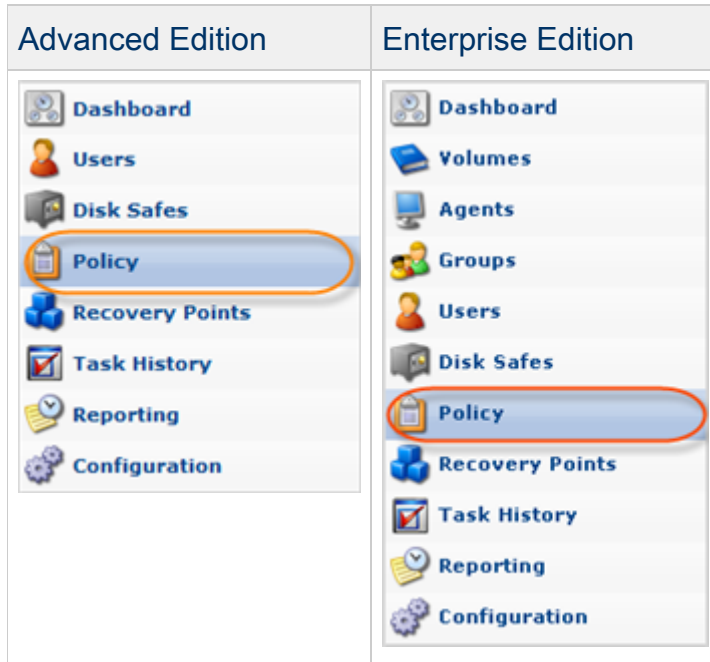 Advanced Edition
Enterprise Edition
Dashboard
Users
Disk Safes
Policy
Recovery Points
Task History
Reporting
Configuration
Dashboard
Volumes
Agents
Groups
Users
Disk Safes
Policy
Recovery Points
Task History
Reporting
Configuration